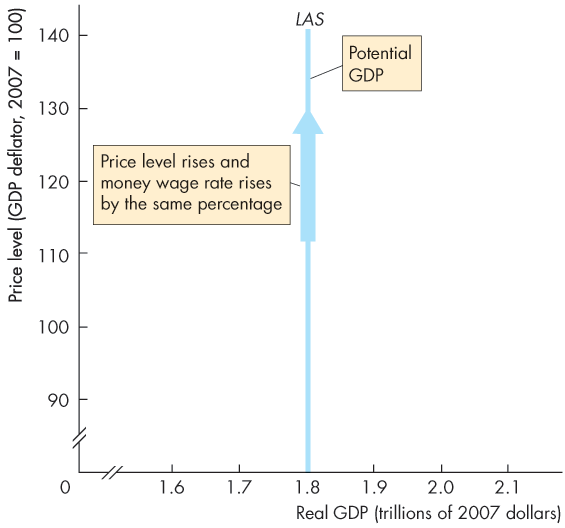 Price level (GDP deflator, 2007 = 100)
LAS
140
130
120
110
100
90
Potential
GDP
Price level rises and
money wage rate rises
by the same percentage
0
1.6
1.7
1.8
1.9
2.0
2.1
Real GDP (trillions of 2007 dollars)